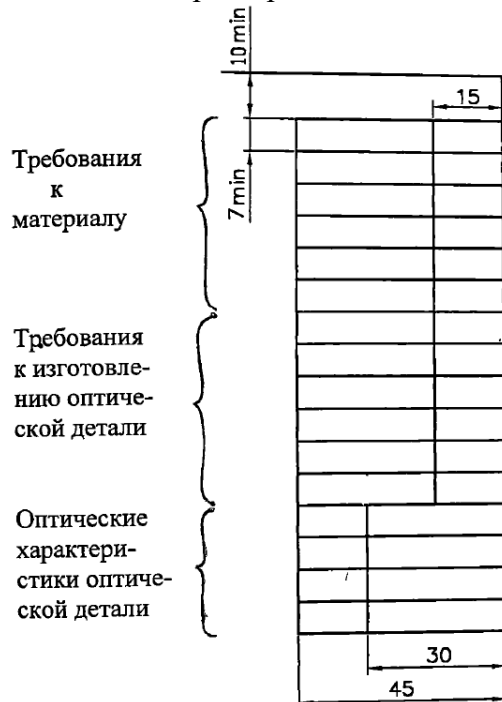 10 min
15
7 min
Требования
к
материалу
Требования
к изготовле-
нию оптиче-
ской детали
Оптические
характери-
стики оптиче-
ской детали
30
45